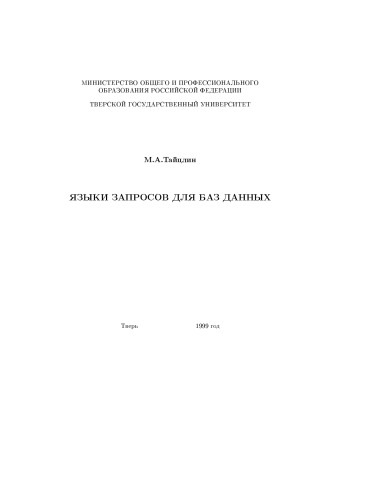 МИНИСТЕРСТВО ОБЩЕГО И ПРОФЕССИОНАЛЬНОГО
ОБРАЗОВАНИЯ РОССИЙСКОЙ ФЕДЕРАЦИИ
ТВЕРСКОЙ ГОСУДАРСТВЕННЫЙ УНИВЕРСИТЕТ
М.А.Тайцлин
ЯЗЫКИ ЗАПРОСОВ ДЛЯ БАЗ ДАННЫХ
Тверь 1999 год